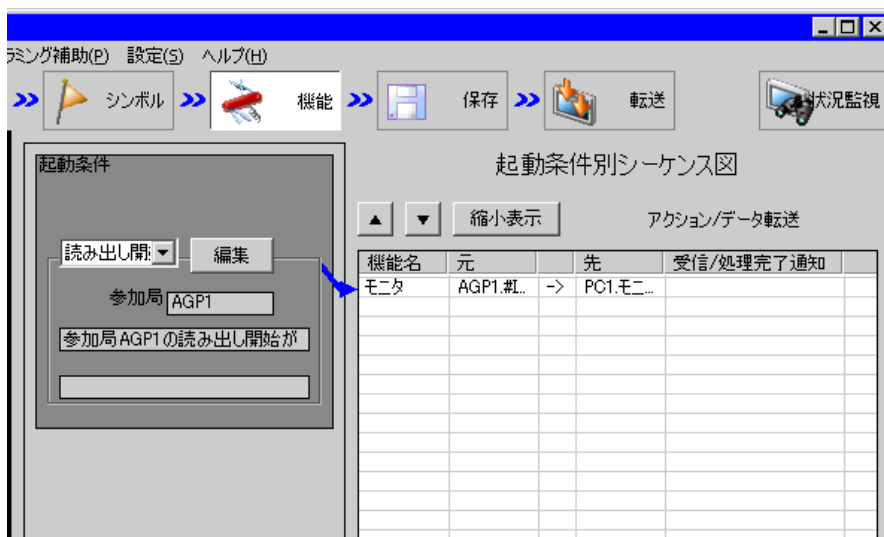 ラミング補助(P) 設定(S) ヘルプ(H)
シンボル 機能 保存 転送 状況監視
起動条件
読み出し開
編集
参加局 AGP1
参加局AGP1の読み出し開始が
起動条件別シーケンス図
縮小表示
アクション/データ転送
機能名 元 先 受信/処理完了通知
モニタ AGP1.#I... -> PC1.モニ...